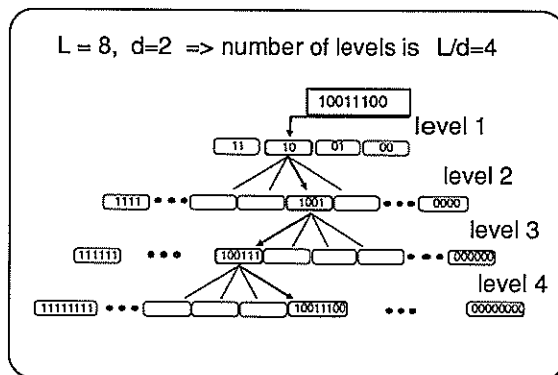 L = 8, d=2 => number of levels is L/d=4
10011100
level 1
11 10 01 00
level 2
1111 ••• 1001 ••• 0000
level 3
111111 ••• 100111 ••• 000000
level 4
11111111 ••• 10011100 ••• 00000000